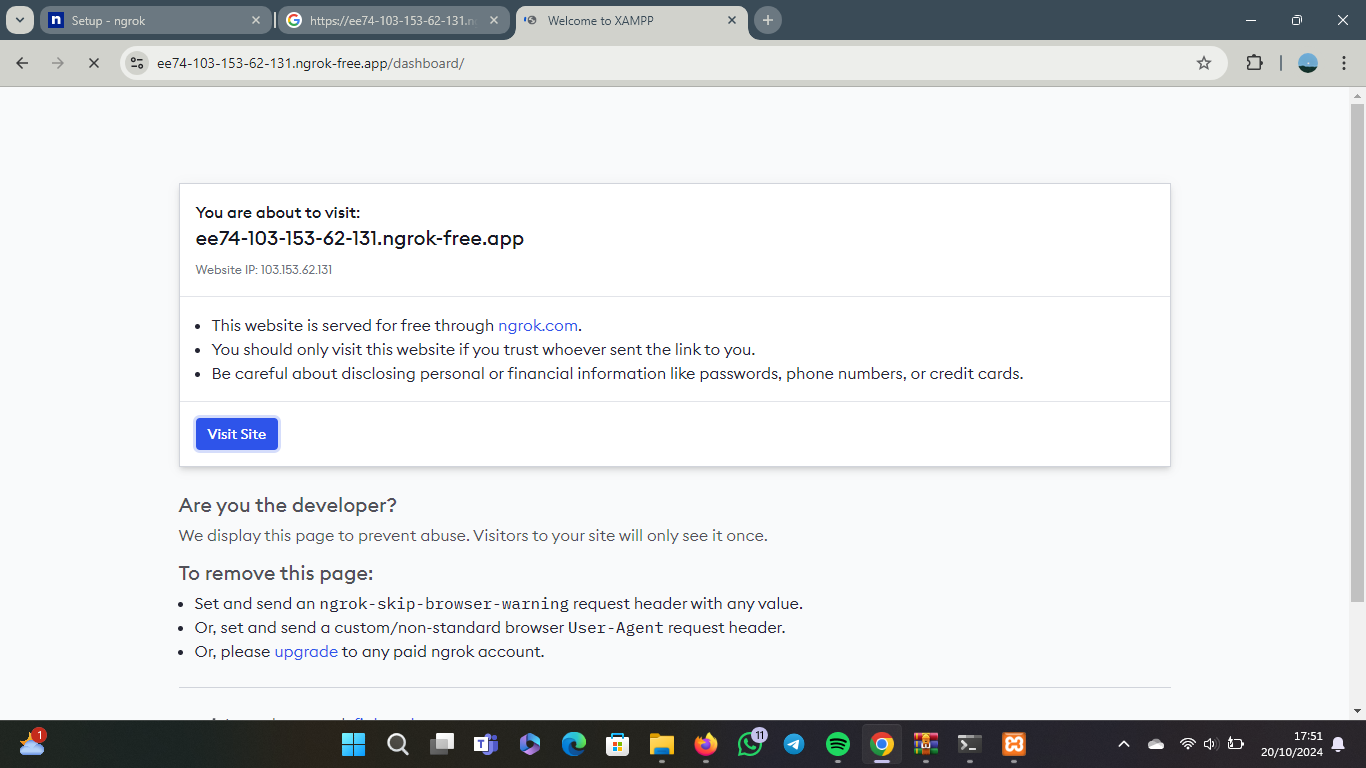 Setup - ngrok
https://ee74-103-153-62-131.n
Welcome to XAMPP
ee74-103-153-62-131.ngrok-free.app/dashboard/
You are about to visit:
ee74-103-153-62-131.ngrok-free.app
Website IP: 103.153.62.131
This website is served for free through ngrok.com.
You should only visit this website if you trust whoever sent the link to you.
Be careful about disclosing personal or financial information like passwords, phone numbers, or credit cards.
Visit Site
Are you the developer?
We display this page to prevent abuse. Visitors to your site will only see it once.
To remove this page:
Set and send an ngrok-skip-browser-warning request header with any value.
Or, set and send a custom/non-standard browser User-Agent request header.
Or, please upgrade to any paid ngrok account.
1
11
17:51
20/10/2024